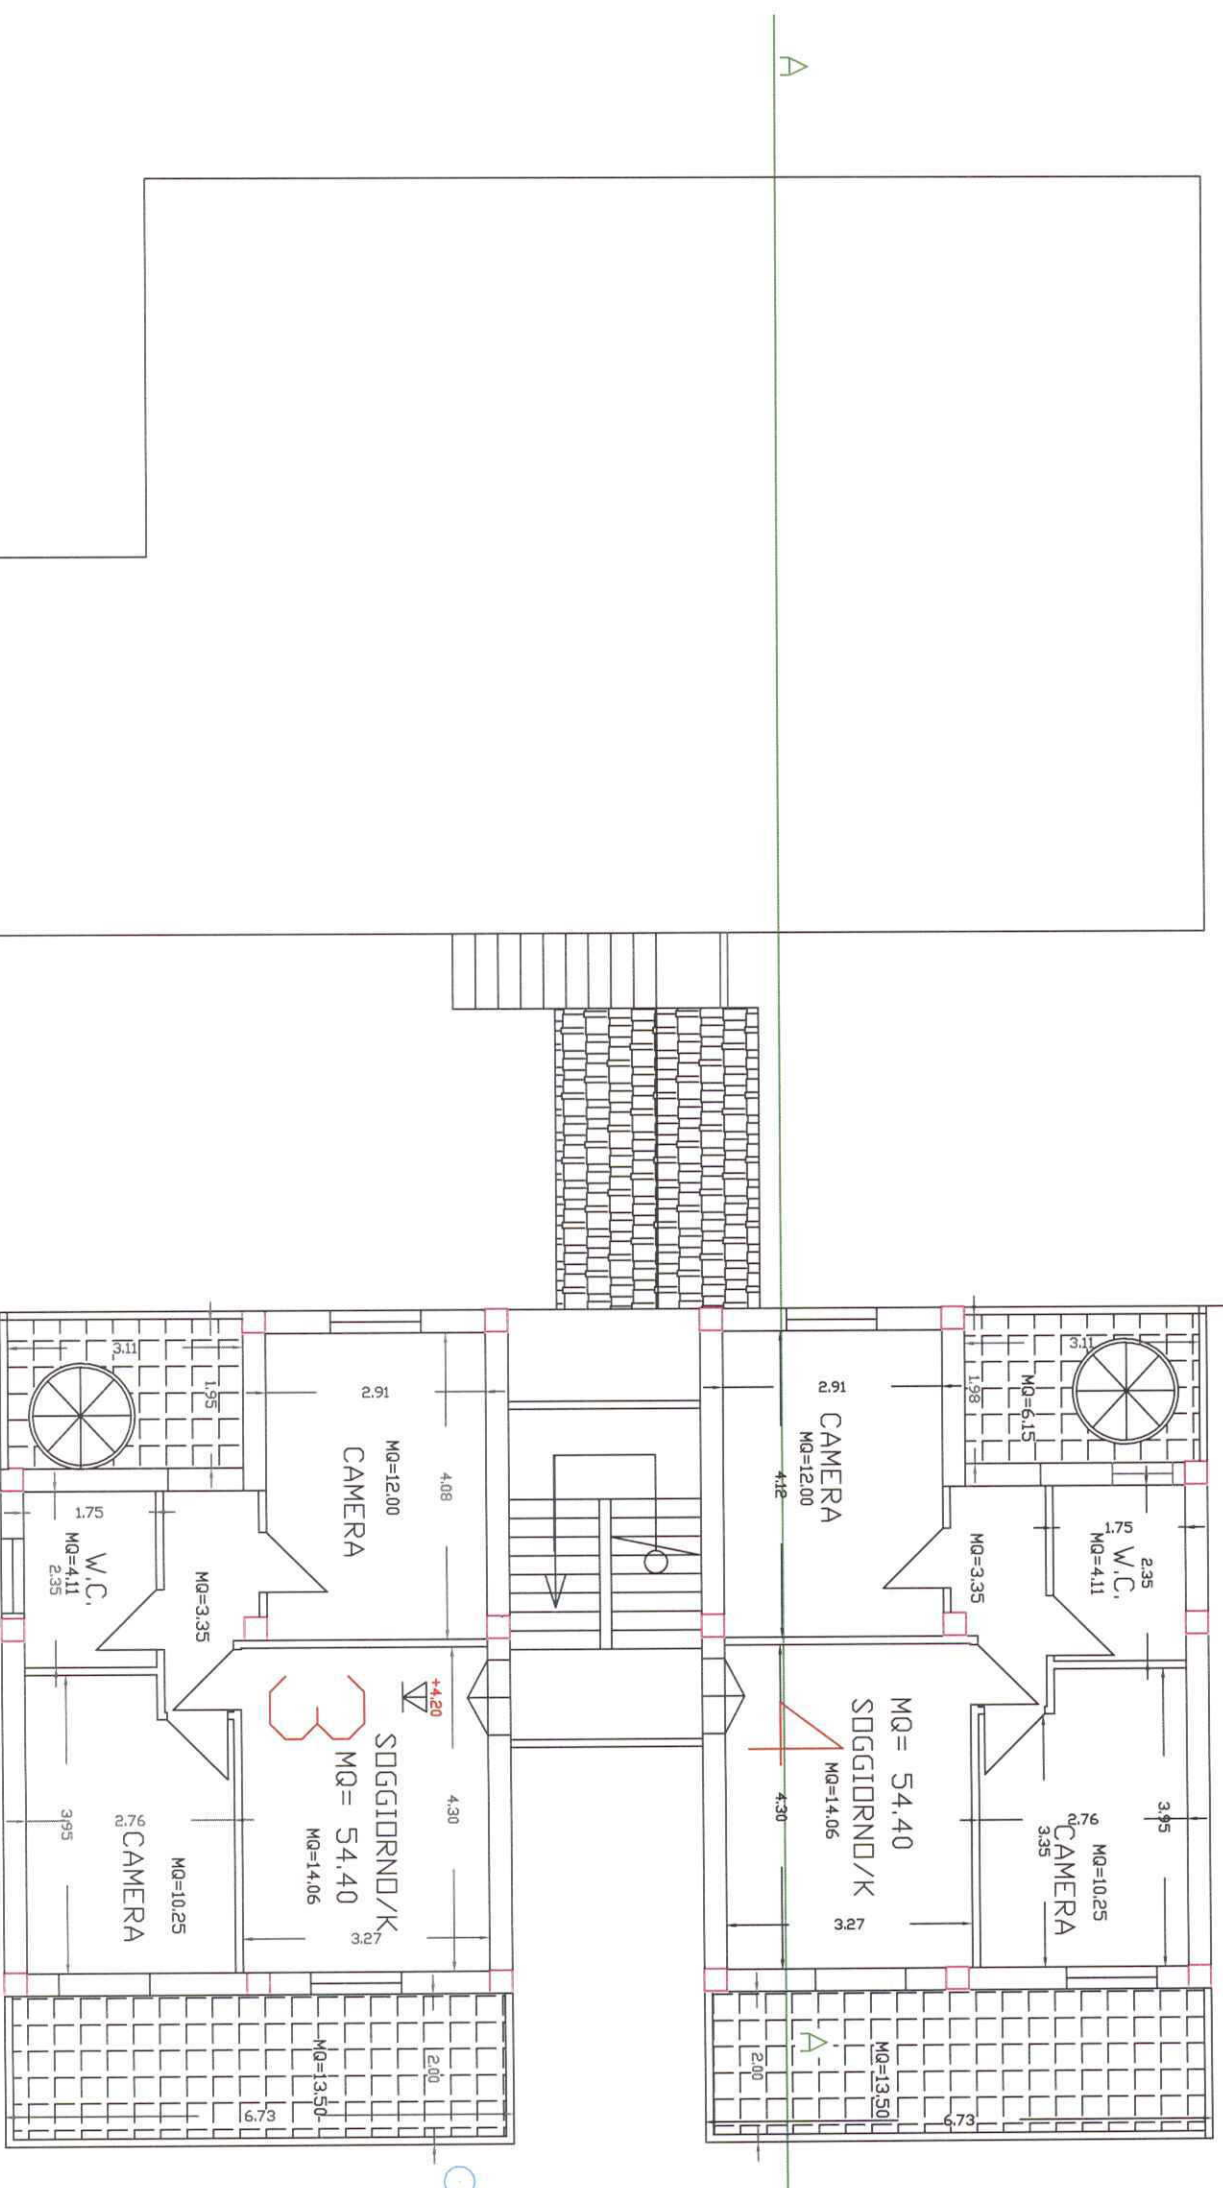 A
3.11
1.95
2.91
4.08
MQ=12.00
CAMERA
1.75
W.C.
MQ=4.11
2.35
MQ=3.35
3
+4.20
SOGGIORNO/K
MQ= 54.40
MQ=14.06
4.30
3.27
2.76
3.95
CAMERA
MQ=10.25
MQ=13.50
2.00
6.73
2.91
CAMERA
MQ=12.00
4.12
1.98
MQ=6.15
3.11
1.75
W.C.
MQ=4.11
2.35
MQ=3.35
4
MQ= 54.40
SOGGIORNO/K
MQ=14.06
4.30
3.27
2.76
3.95
3.35
CAMERA
MQ=10.25
A
MQ=13.50
2.00
6.73